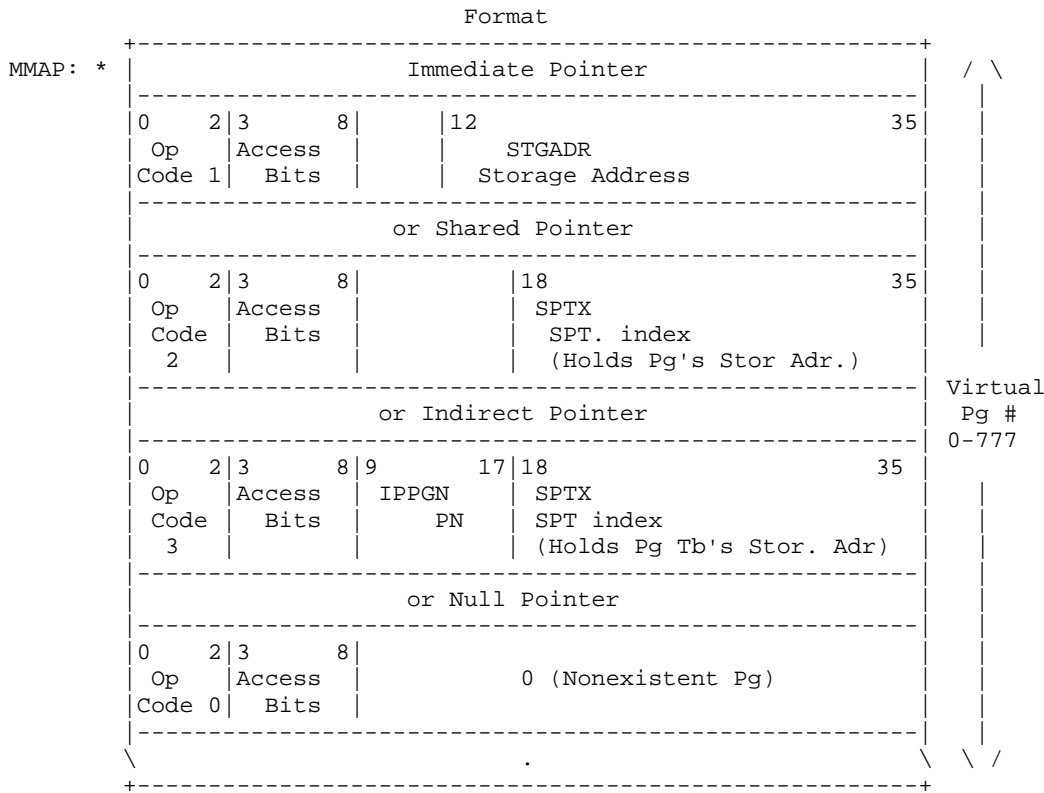 Format
MMAP: * Immediate Pointer / \
0 2|3 8| |12 35|
Op |Access | | STGADR
Code 1| Bits | | Storage Address
or Shared Pointer
0 2|3 8| |18 35|
Op |Access | | SPTX
Code | Bits | | SPT. index
2 | | | (Holds Pg's Stor Adr.)
Virtual
or Indirect Pointer | Pg #
0-777
0 2|3 8|9 17|18 35
Op |Access | IPPGN | SPTX
Code | Bits | PN | SPT index
3 | | | (Holds Pg Tb's Stor. Adr)
or Null Pointer
0 2|3 8|
Op |Access | 0 (Nonexistent Pg)
Code 0| Bits |
\ . \ \ /